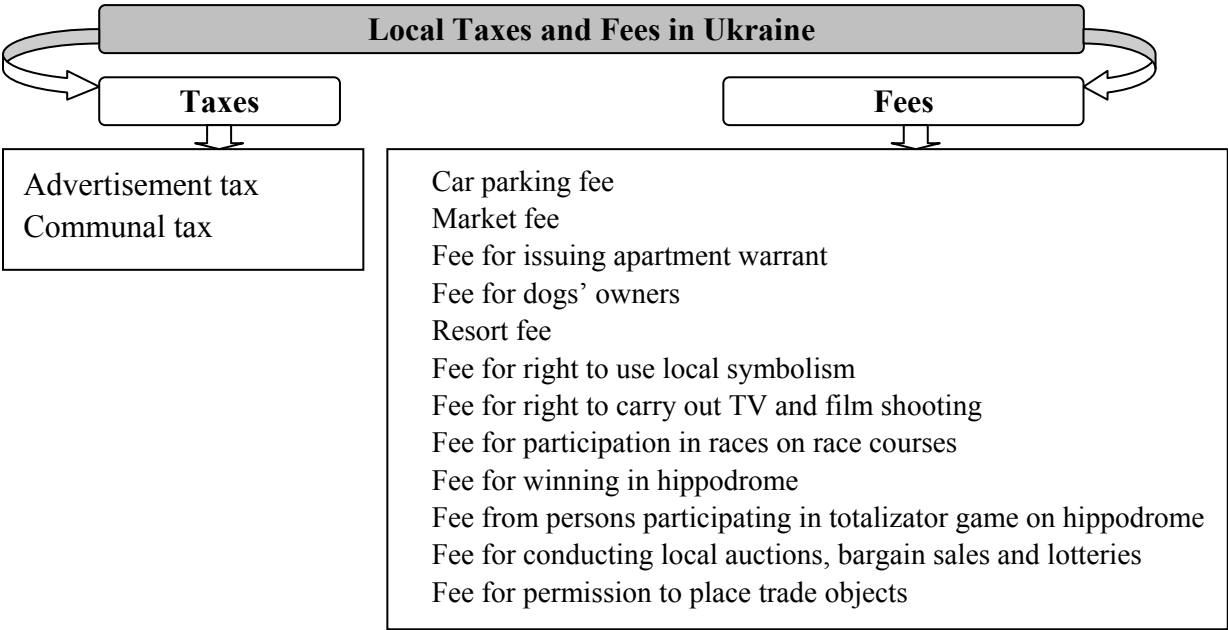 Local Taxes and Fees in Ukraine
Taxes
Fees
Advertisement tax
Communal tax
Car parking fee
Market fee
Fee for issuing apartment warrant
Fee for dogs’ owners
Resort fee
Fee for right to use local symbolism
Fee for right to carry out TV and film shooting
Fee for participation in races on race courses
Fee for winning in hippodrome
Fee from persons participating in totalizator game on hippodrome
Fee for conducting local auctions, bargain sales and lotteries
Fee for permission to place trade objects